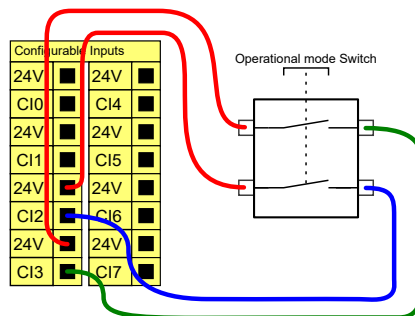 Configurable Inputs
Operational mode Switch
24V 24V
CI0 CI4
24V 24V
CI1 CI5
24V 24V
CI2 CI6
24V 24V
CI3 CI7